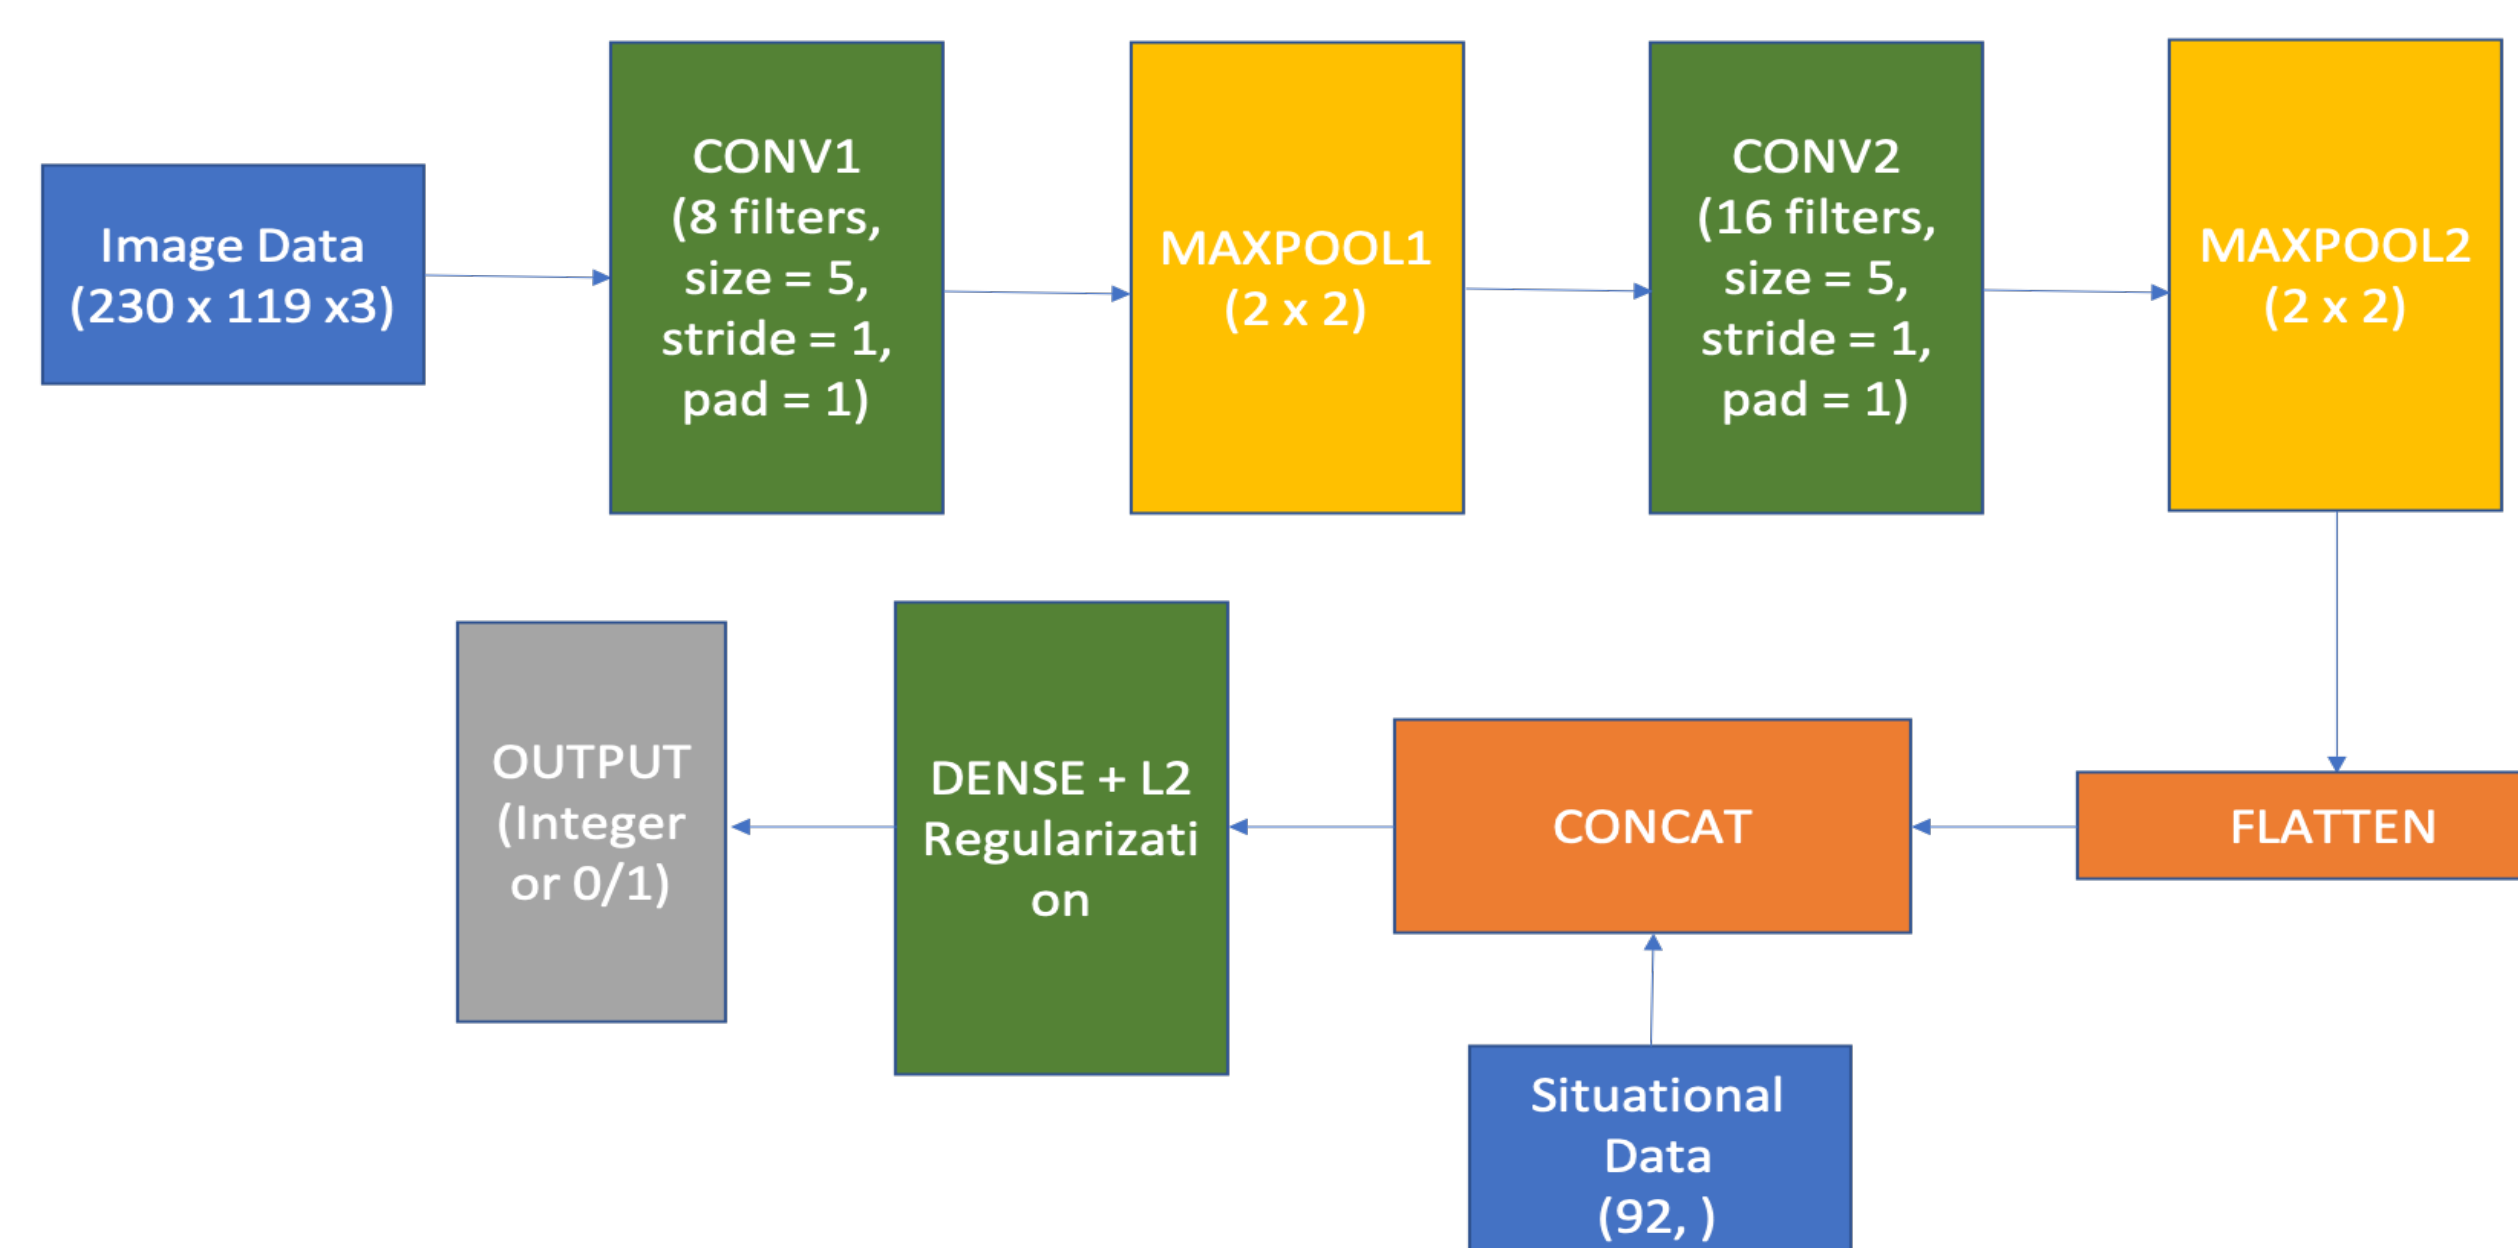 Image Data
(230 x 119 x3)
CONV1
(8 filters,
size = 5,
stride = 1,
pad = 1)
MAXPOOL1
(2 x 2)
CONV2
(16 filters,
size = 5,
stride = 1,
pad = 1)
MAXPOOL2
(2 x 2)
OUTPUT
(Integer
or 0/1)
DENSE + L2
Regularizati
on
CONCAT
FLATTEN
Situational
Data
(92, )